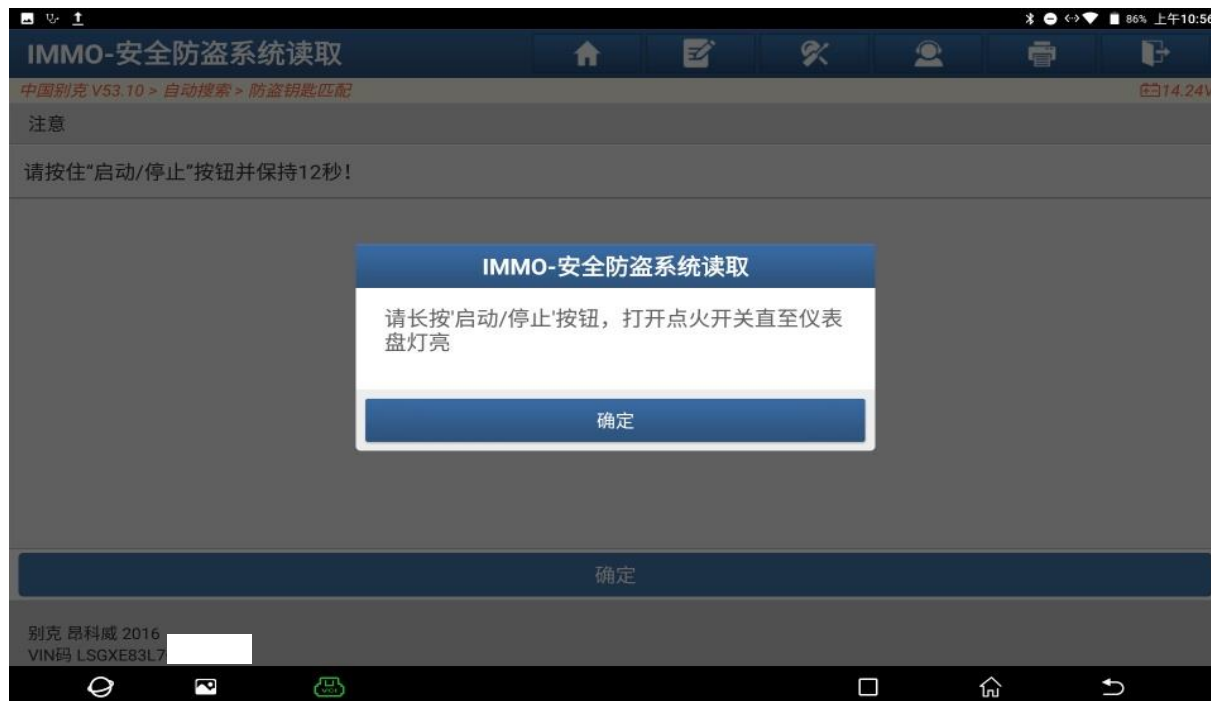 86% 上午10:56
IMMO-安全防盗系统读取
中国别克 V53.10 > 自动搜索 > 防盗钥匙匹配
14.24V
注意
请按住"启动/停止"按钮并保持12秒！
IMMO-安全防盗系统读取
请长按'启动/停止'按钮，打开点火开关直至仪表
盘灯亮
确定
确定
别克 昂科威 2016
VIN码 LSGXE83L7
VCI